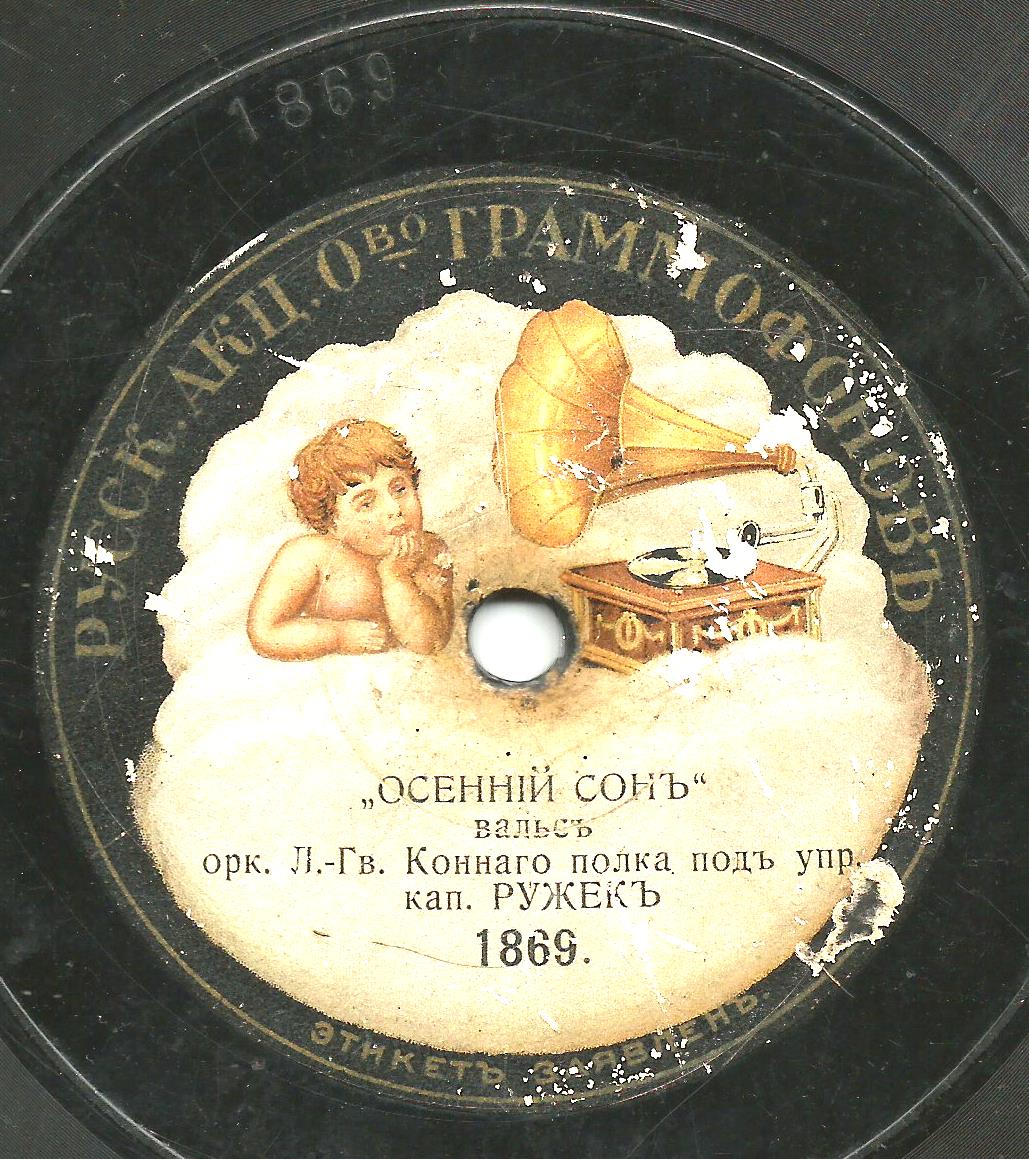 1869
РУССК. АКЦ. О ВО ГРАММОФОНОВЪ
„ОСЕННІЙ СОНЪ“
вальсъ
орк. Л.-Гв. Коннаго полка подъ упр.
кап. РУЖЕКЪ
1869.
ЭТИКЕТЪ ЗАЯВЛЕНЪ.